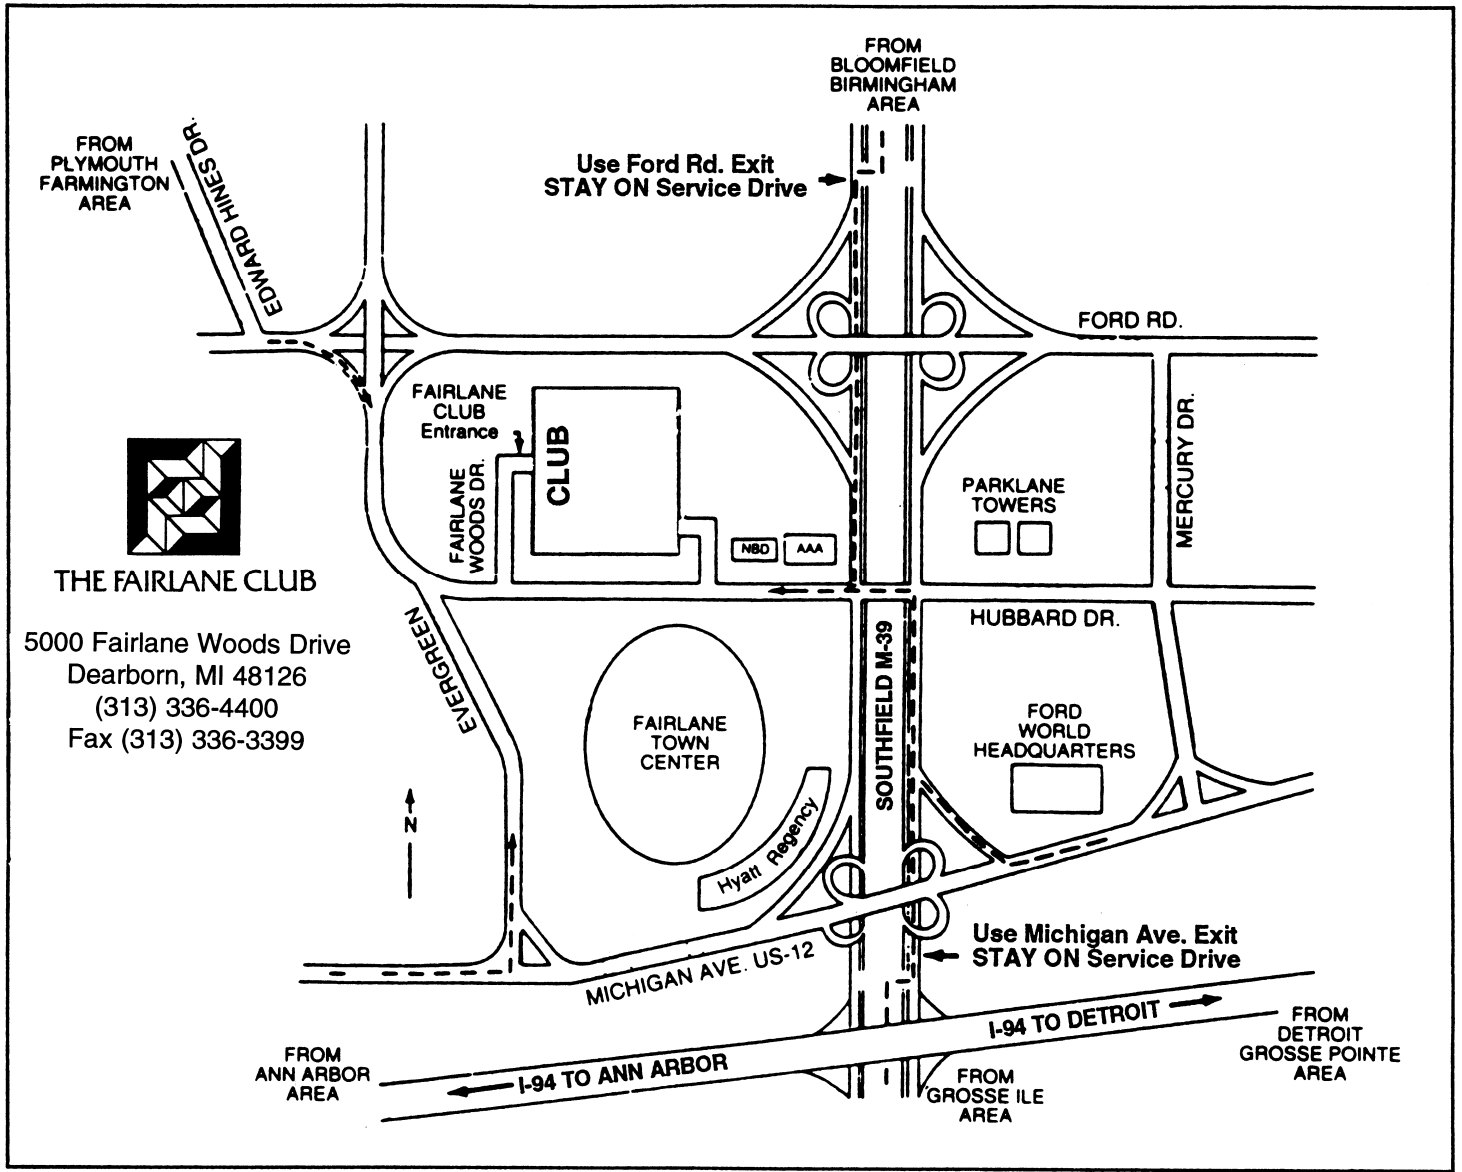 FROM
BLOOMFIELD
BIRMINGHAM
AREA
FROM
PLYMOUTH
FARMINGTON
AREA
EDWARD HINES DR.
Use Ford Rd. Exit
STAY ON Service Drive
FORD RD.
FAIRLANE
CLUB
Entrance
CLUB
FAIRLANE
WOODS DR.
MERCURY DR.
PARKLANE
TOWERS
NBD
AAA
THE FAIRLANE CLUB
5000 Fairlane Woods Drive
Dearborn, MI 48126
(313) 336-4400
Fax (313) 336-3399
HUBBARD DR.
EVERGREEN
SOUTHFIELD M-39
FAIRLANE
TOWN
CENTER
FORD
WORLD
HEADQUARTERS
Hyatt Regency
N
Use Michigan Ave. Exit
STAY ON Service Drive
MICHIGAN AVE. US-12
I-94 TO DETROIT
FROM
DETROIT
GROSSE POINTE
AREA
FROM
ANN ARBOR
AREA
I-94 TO ANN ARBOR
FROM
GROSSE ILE
AREA